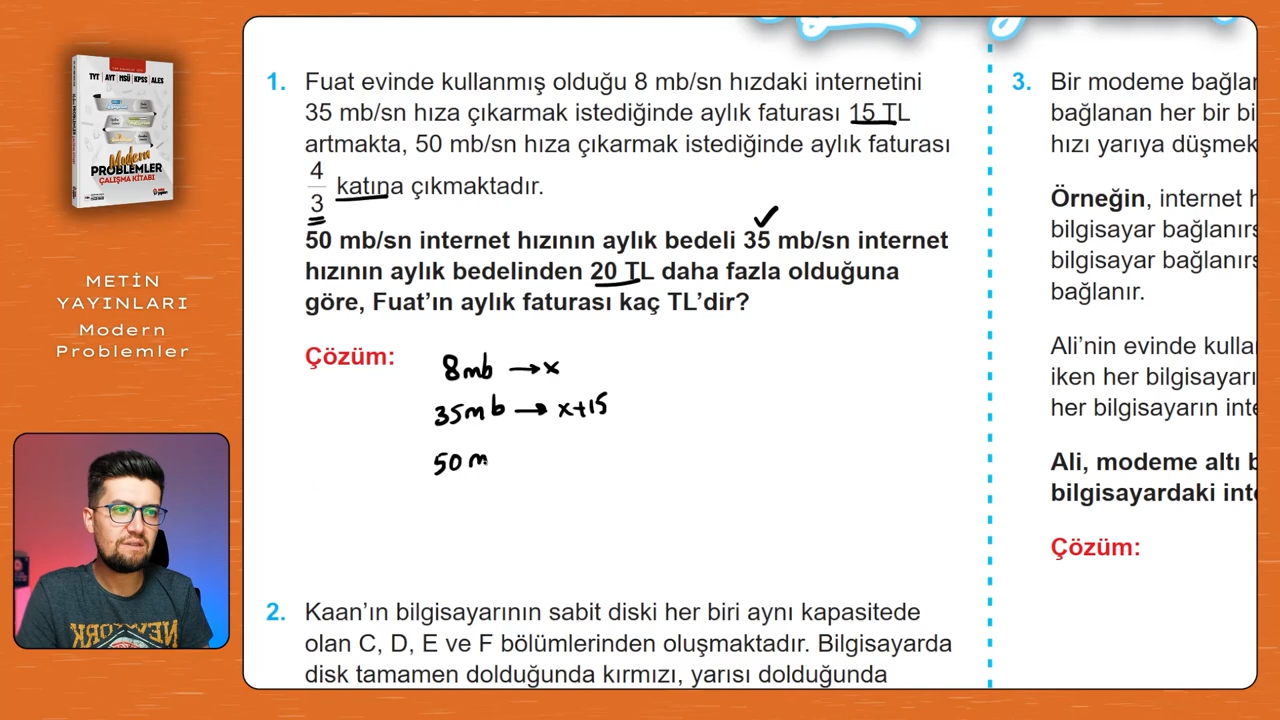 TYT | AYT | MSÜ | KPSS | ALES
Modern
PROBLEMLER
ÇALIŞMA KİTABI
METİN
YAYINLARI
Modern
Problemler
1. Fuat evinde kullanmış olduğu 8 mb/sn hızdaki internetini
35 mb/sn hıza çıkarmak istediğinde aylık faturası 15 TL
artmakta, 50 mb/sn hıza çıkarmak istediğinde aylık faturası
4/3 katına çıkmaktadır.
50 mb/sn internet hızının aylık bedeli 35 mb/sn internet
hızının aylık bedelinden 20 TL daha fazla olduğuna
göre, Fuat’ın aylık faturası kaç TL’dir?
Çözüm:
8mb → x
35mb → x+15
50 m
2. Kaan’ın bilgisayarının sabit diski her biri aynı kapasitede
olan C, D, E ve F bölümlerinden oluşmaktadır. Bilgisayarda
disk tamamen dolduğunda kırmızı, yarısı dolduğunda
3. Bir modeme bağlar
bağlanan her bir bi
hızı yarıya düşmek
Örneğin, internet h
bilgisayar bağlanırs
bilgisayar bağlanırs
bağlanır.
Ali’nin evinde kulla
iken her bilgisayarı
her bilgisayarın inte
Ali, modeme altı b
bilgisayardaki inte
Çözüm:
NEW YORK